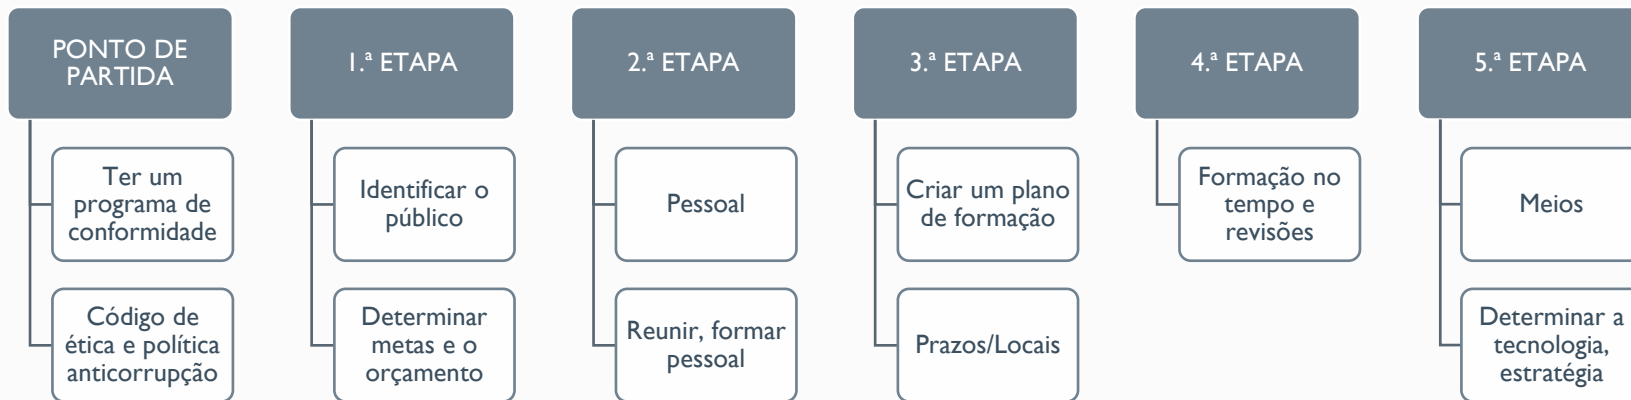 PONTO DE
PARTIDA
Ter um
programa de
conformidade
Código de
ética e política
anticorrupção
1.ª ETAPA
Identificar o
público
Determinar
metas e o
orçamento
2.ª ETAPA
Pessoal
Reunir, formar
pessoal
3.ª ETAPA
Criar um plano
de formação
Prazos/Locais
4.ª ETAPA
Formação no
tempo e
revisões
5.ª ETAPA
Meios
Determinar a
tecnologia,
estratégia